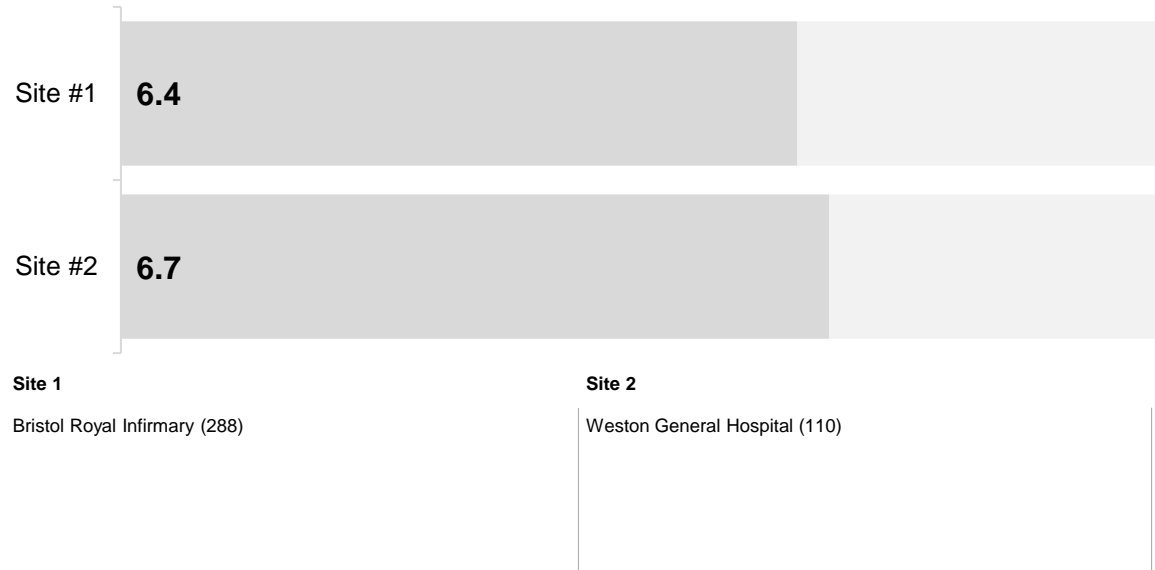 Site #1 6.4
Site #2 6.7
Site 1 Site 2
Bristol Royal Infirmary (288) Weston General Hospital (110)